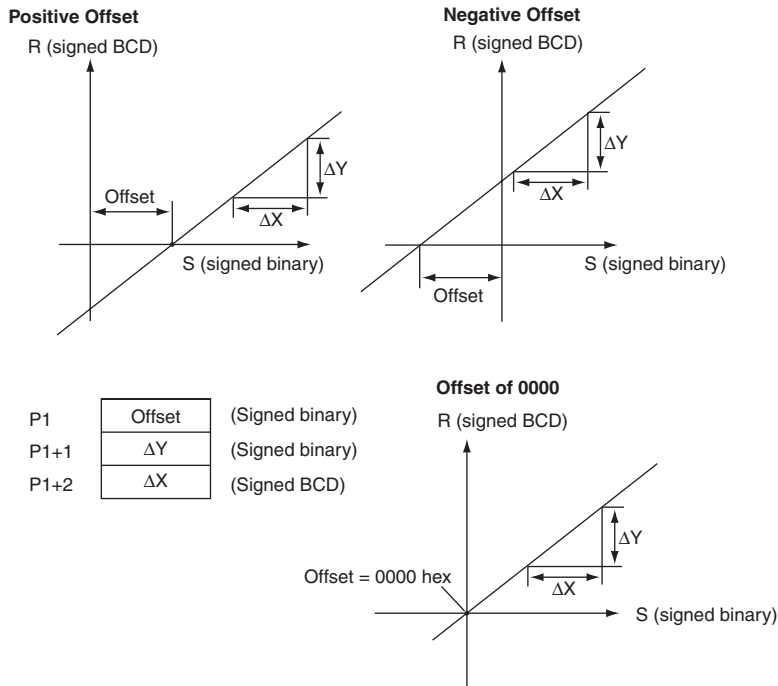 Positive Offset
R (signed BCD)
Offset
ΔY
ΔX
S (signed binary)
Negative Offset
R (signed BCD)
ΔY
ΔX
S (signed binary)
Offset
P1 Offset (Signed binary)
P1+1 ΔY (Signed binary)
P1+2 ΔX (Signed BCD)
Offset of 0000
R (signed BCD)
ΔY
Offset = 0000 hex
ΔX
S (signed binary)